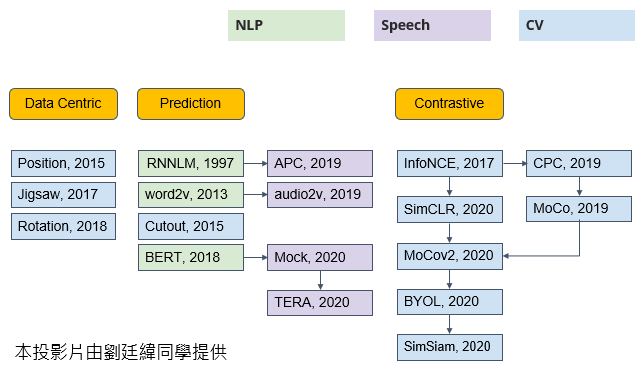 NLP
Speech
CV
Data Centric
Prediction
Contrastive
Position, 2015
RNNLM, 1997
APC, 2019
InfoNCE, 2017
CPC, 2019
Jigsaw, 2017
word2v, 2013
audio2v, 2019
SimCLR, 2020
MoCo, 2019
Rotation, 2018
Cutout, 2015
BERT, 2018
Mock, 2020
MoCov2, 2020
TERA, 2020
BYOL, 2020
SimSiam, 2020
本投影片由劉廷緯同學提供